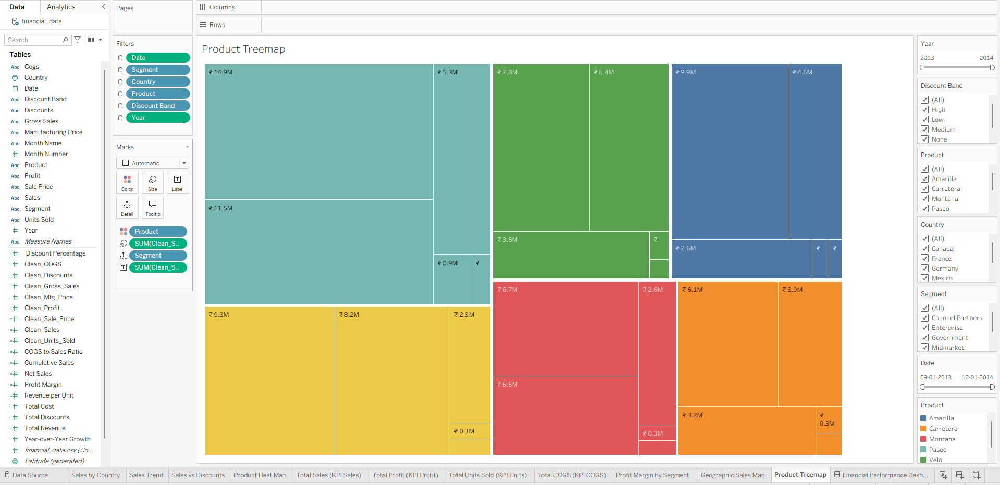 Data
Analytics
financial_data
Search
Tables
Abc Cogs
Country
Date
Abc Discount Band
Abc Discounts
Abc Gross Sales
Abc Manufacturing Price
Abc Month Name
# Month Number
Abc Product
Abc Profit
Abc Sale Price
Abc Sales
Abc Segment
Abc Units Sold
# Year
Abc Measure Names
=# Discount Percentage
=# Clean_COGS
=# Clean_Discounts
=# Clean_Gross_Sales
=# Clean_Mfg_Price
=# Clean_Profit
=# Clean_Sale_Price
=# Clean_Sales
=# Clean_Units_Sold
=# COGS to Sales Ratio
=# Cumulative Sales
=# Net Sales
=# Profit Margin
=# Revenue per Unit
=# Total Cost
=# Total Discounts
=# Total Revenue
=# Year-over-Year Growth
# financial_data.csv (Co...
Latitude (generated)
Pages
Filters
Date
Segment
Country
Product
Discount Band
Year
Marks
Automatic
Color Size Label
Detail Tooltip
Product
SUM(Clean_S..
Segment
SUM(Clean_S..
Columns
Rows
Product Treemap
₹ 14.9M
₹ 5.3M
₹ 11.5M
₹ 0.9M
₹
₹ 7.8M
₹ 6.4M
₹ 3.6M
₹
₹ 9.9M
₹ 4.6M
₹ 2.6M
₹
₹
₹ 9.3M
₹ 8.2M
₹ 2.3M
₹ 0.3M
₹ 6.7M
₹ 2.6M
₹ 5.5M
₹ 0.3M
₹ 6.1M
₹ 3.9M
₹ 3.2M
₹
0.3M
Year
2013 2014
Discount Band
(All)
High
Low
Medium
None
Product
(All)
Amarilla
Carretera
Montana
Paseo
Country
(All)
Canada
France
Germany
Mexico
Segment
(All)
Channel Partners
Enterprise
Government
Midmarket
Date
09-01-2013 12-01-2014
Product
Amarilla
Carretera
Montana
Paseo
Velo
Data Source
Sales by Country
Sales Trend
Sales vs Discounts
Product Heat Map
Total Sales (KPI Sales)
Total Profit (KPI Profit)
Total Units Sold (KPI Units)
Total COGS (KPI COGS)
Profit Margin by Segment
Geographic Sales Map
Product Treemap
Financial Performance Dash...